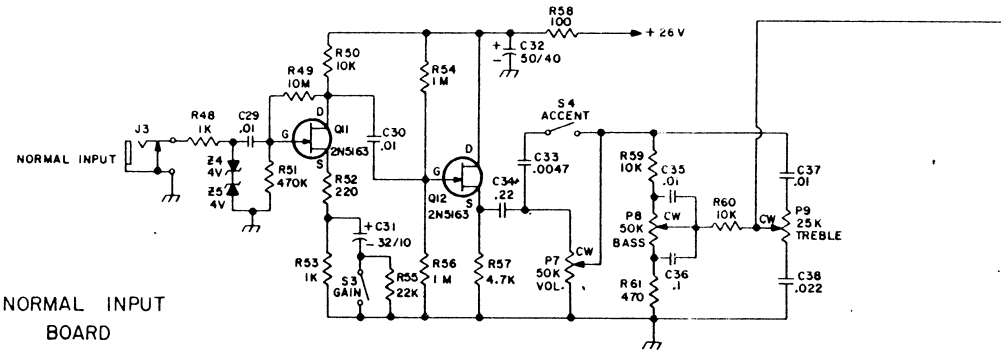 R58
100
+ 26V
R50
10K
+
-
C32
50/40
R49
10M
R54
1M
S4
ACCENT
J3
R48
1K
C29
.01
D
G
Q11
2N5163
S
C30
.01
NORMAL INPUT
Z4
4V
Z5
4V
R51
470K
R52
220
D
G
S
Q12
2N5163
C33
.0047
C34
.22
R59
10K
C35
.01
C37
.01
R60
10K
CW
P9
25K
TREBLE
P8
50K
BASS
CW
+ C31
- 32/10
R53
1K
S3
GAIN
R55
22K
R56
1M
R57
4.7K
P7
50K
VOL.
CW
C36
.1
R61
470
C38
.022
NORMAL INPUT
BOARD